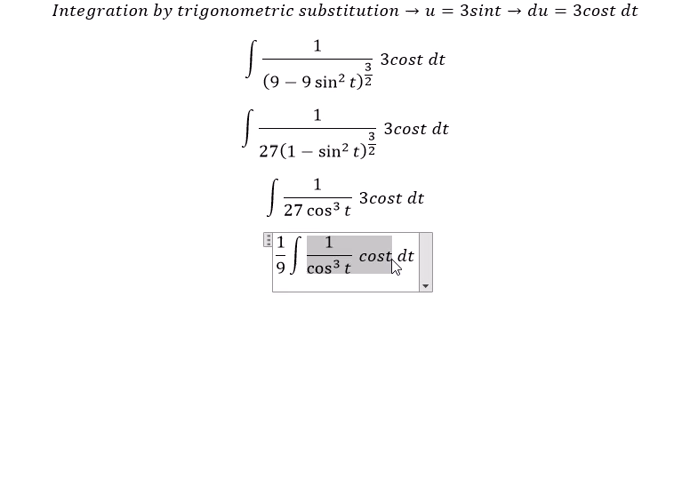 Integration by trigonometric substitution → u = 3sint → du = 3cost dt
∫ 1/(9 − 9 sin² t)^(3/2) 3cost dt
∫ 1/27(1 − sin² t)^(3/2) 3cost dt
∫ 1/27 cos³ t 3cost dt
1/9 ∫ 1/cos³ t cost dt